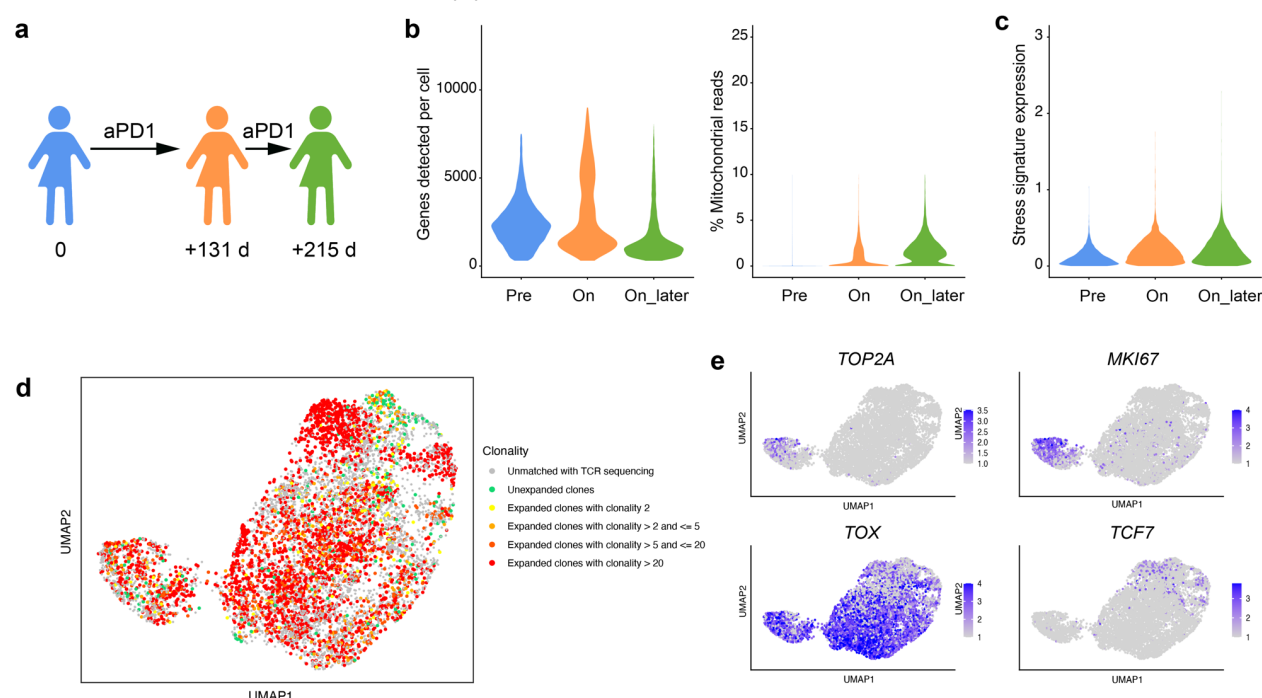 a
aPD1
aPD1
0
+131 d
+215 d
b
Genes detected per cell
10000
5000
0
Pre
On
On_later
% Mitochondrial reads
25
20
15
10
5
0
Pre
On
On_later
c
Stress signature expression
3
2
1
0
Pre
On
On_later
d
UMAP2
UMAP1
Clonality
Unmatched with TCR sequencing
Unexpanded clones
Expanded clones with clonality 2
Expanded clones with clonality > 2 and <= 5
Expanded clones with clonality > 5 and <= 20
Expanded clones with clonality > 20
e
TOP2A
UMAP2
UMAP1
3.5
3.0
2.5
2.0
1.5
1.0
MKI67
UMAP2
UMAP1
4
3
2
1
TOX
UMAP2
UMAP1
4
3
2
1
TCF7
UMAP2
UMAP1
3
2
1